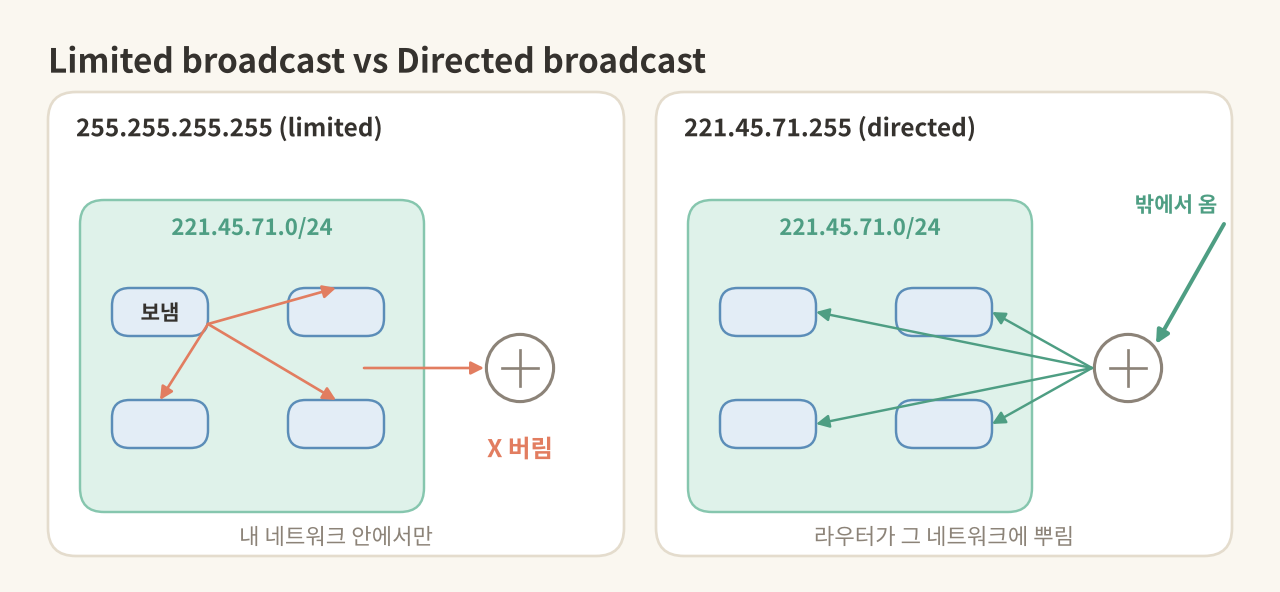 Limited broadcast vs Directed broadcast
255.255.255.255 (limited)
221.45.71.0/24
보냄
X 버림
내 네트워크 안에서만
221.45.71.255 (directed)
밖에서 옴
221.45.71.0/24
라우터가 그 네트워크에 뿌림